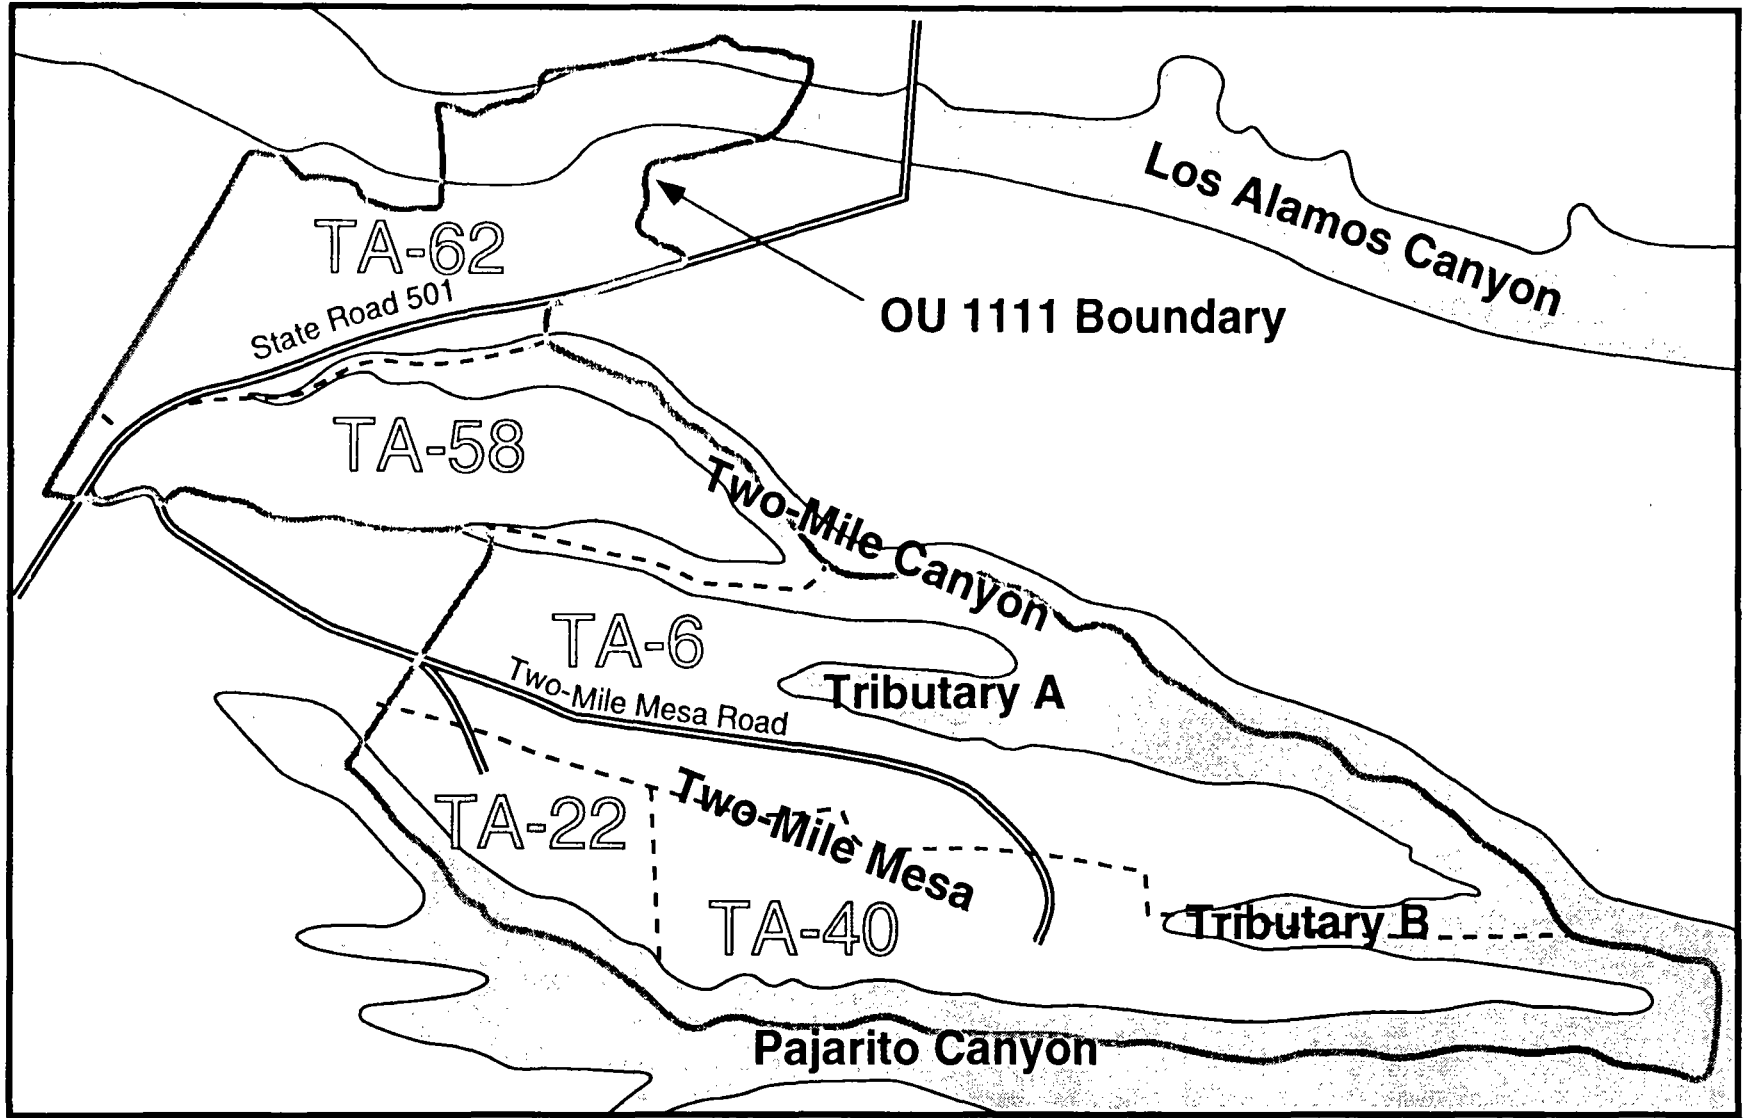 Los Alamos Canyon
TA-62
State Road 501
OU 1111 Boundary
TA-58
Two-Mile Canyon
TA-6
Two-Mile Mesa Road
Tributary A
TA-22
Two-Mile Mesa
TA-40
Tributary B
Pajarito Canyon